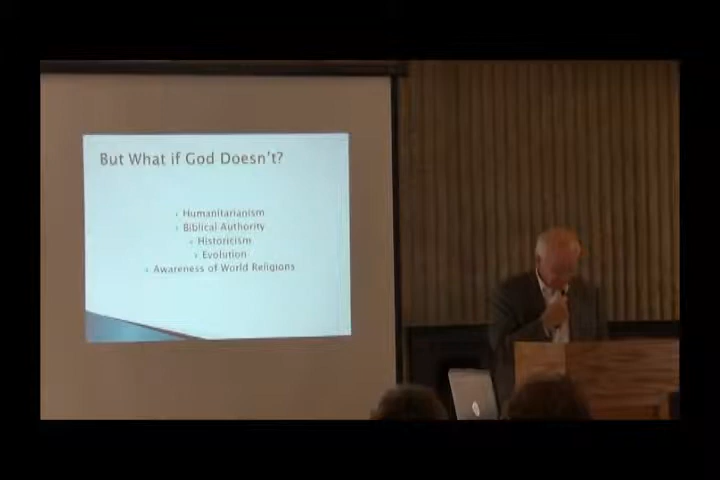 But What if God Doesn't?
Humanitarianism
Biblical Authority
Historicism
Evolution
Awareness of World Religions